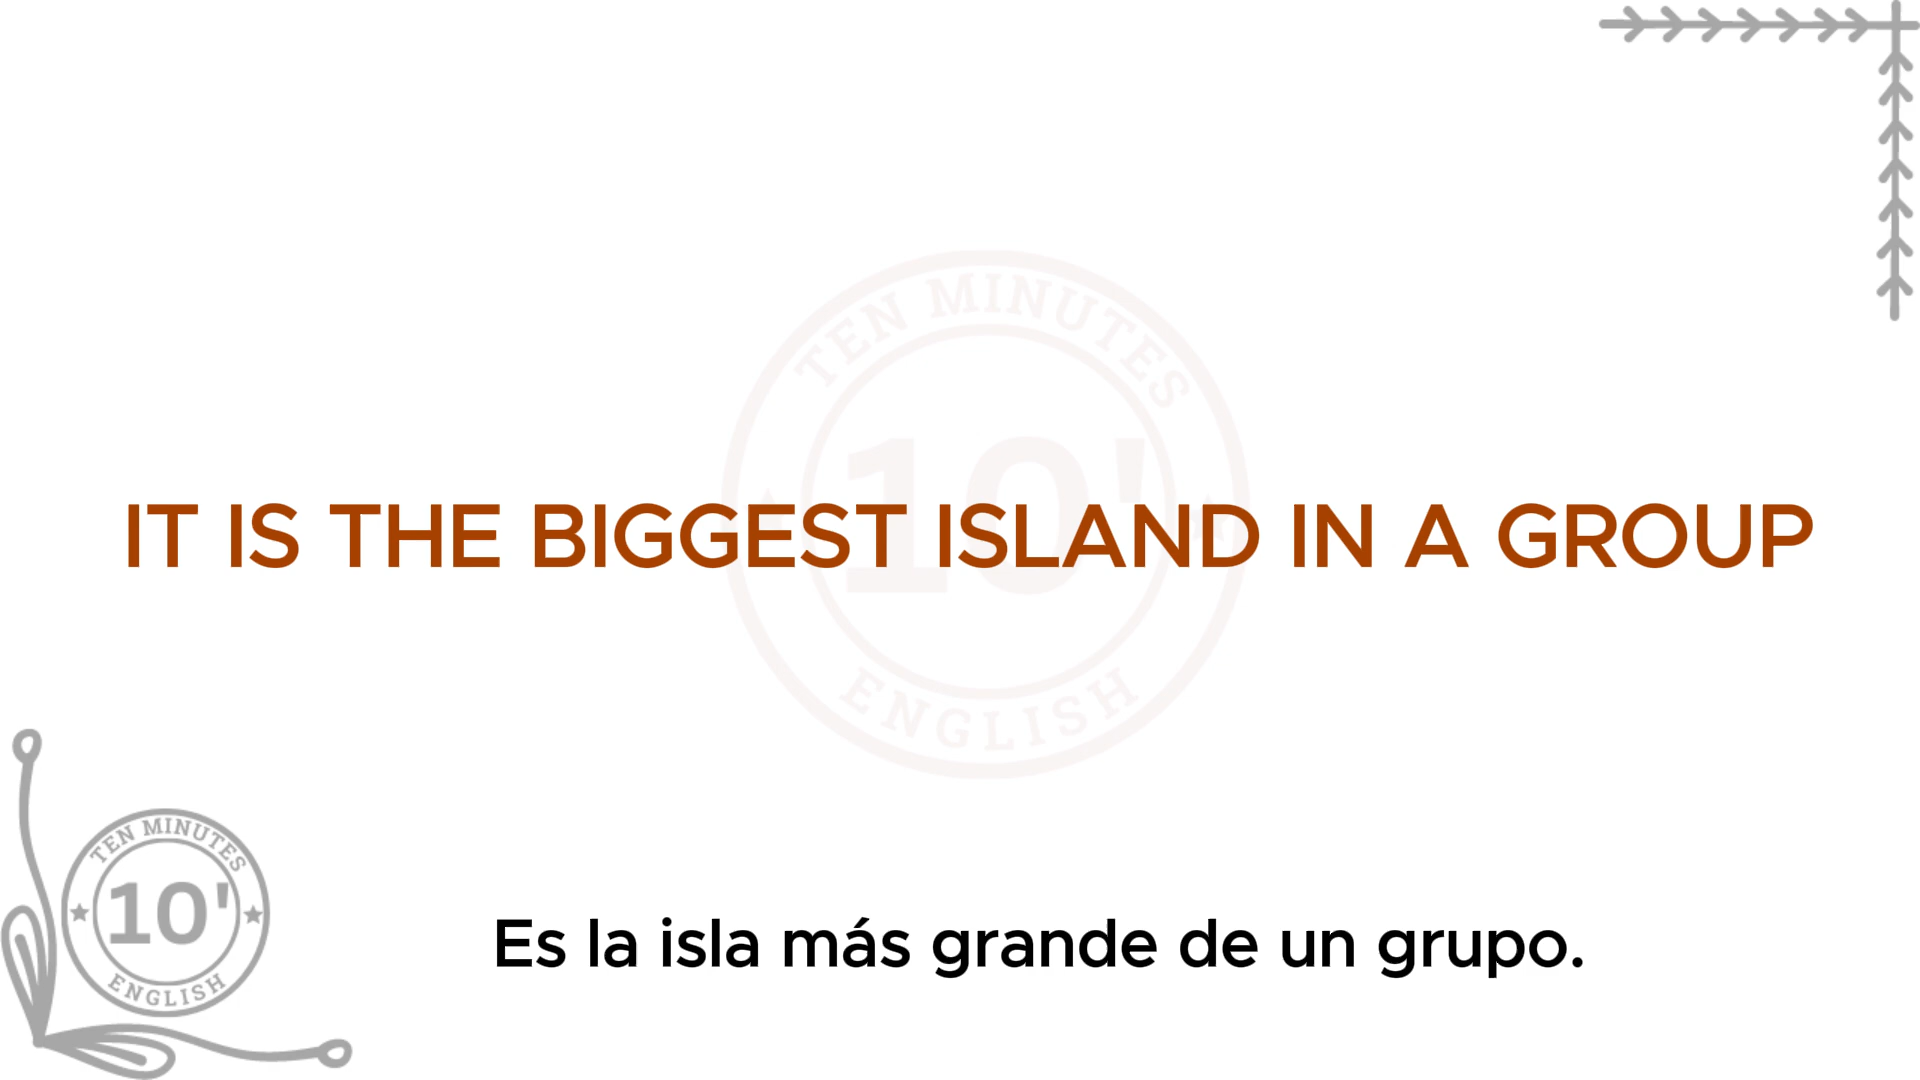 TEN MINUTES
10'
ENGLISH
IT IS THE BIGGEST ISLAND IN A GROUP
TEN MINUTES
10'
ENGLISH
Es la isla más grande de un grupo.